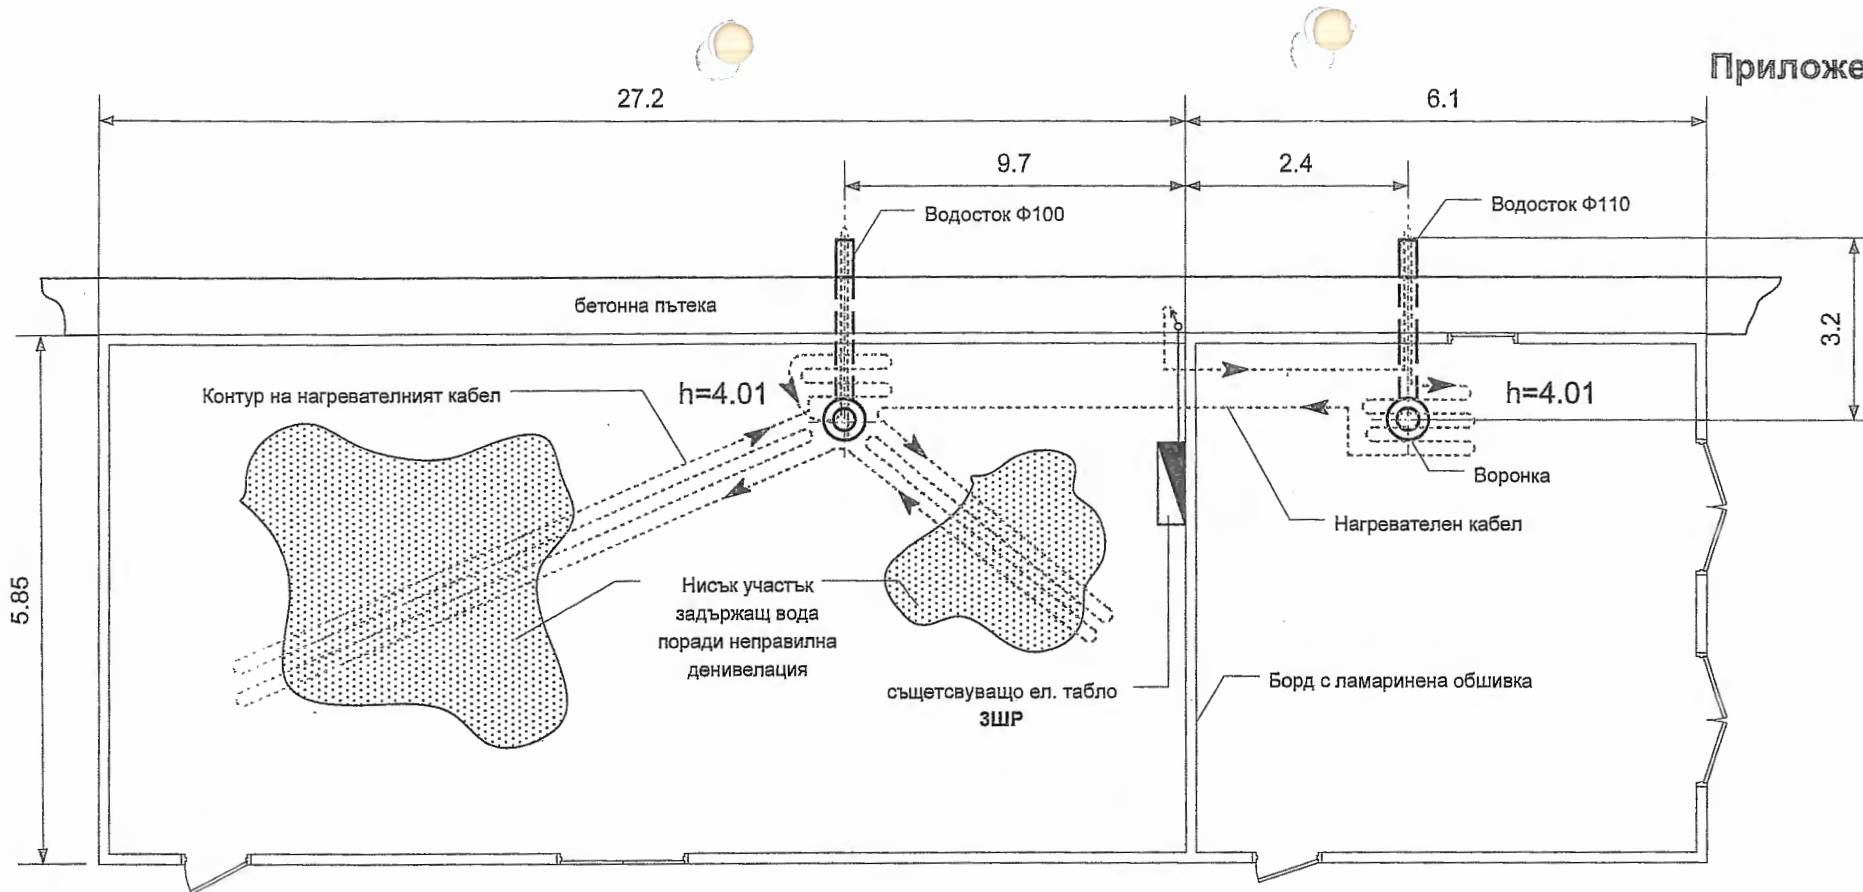 Приложе
27.2
6.1
9.7
2.4
Водосток Ф100
Водосток Ф110
бетонна пътека
3.2
Контур на нагревателният кабел
h=4.01
h=4.01
Воронка
Нагревателен кабел
5.85
Нисък участък
задържащ вода
поради неправилна
денивелация
същетсвуващо ел. табло
ЗШР
Борд с ламаринена обшивка